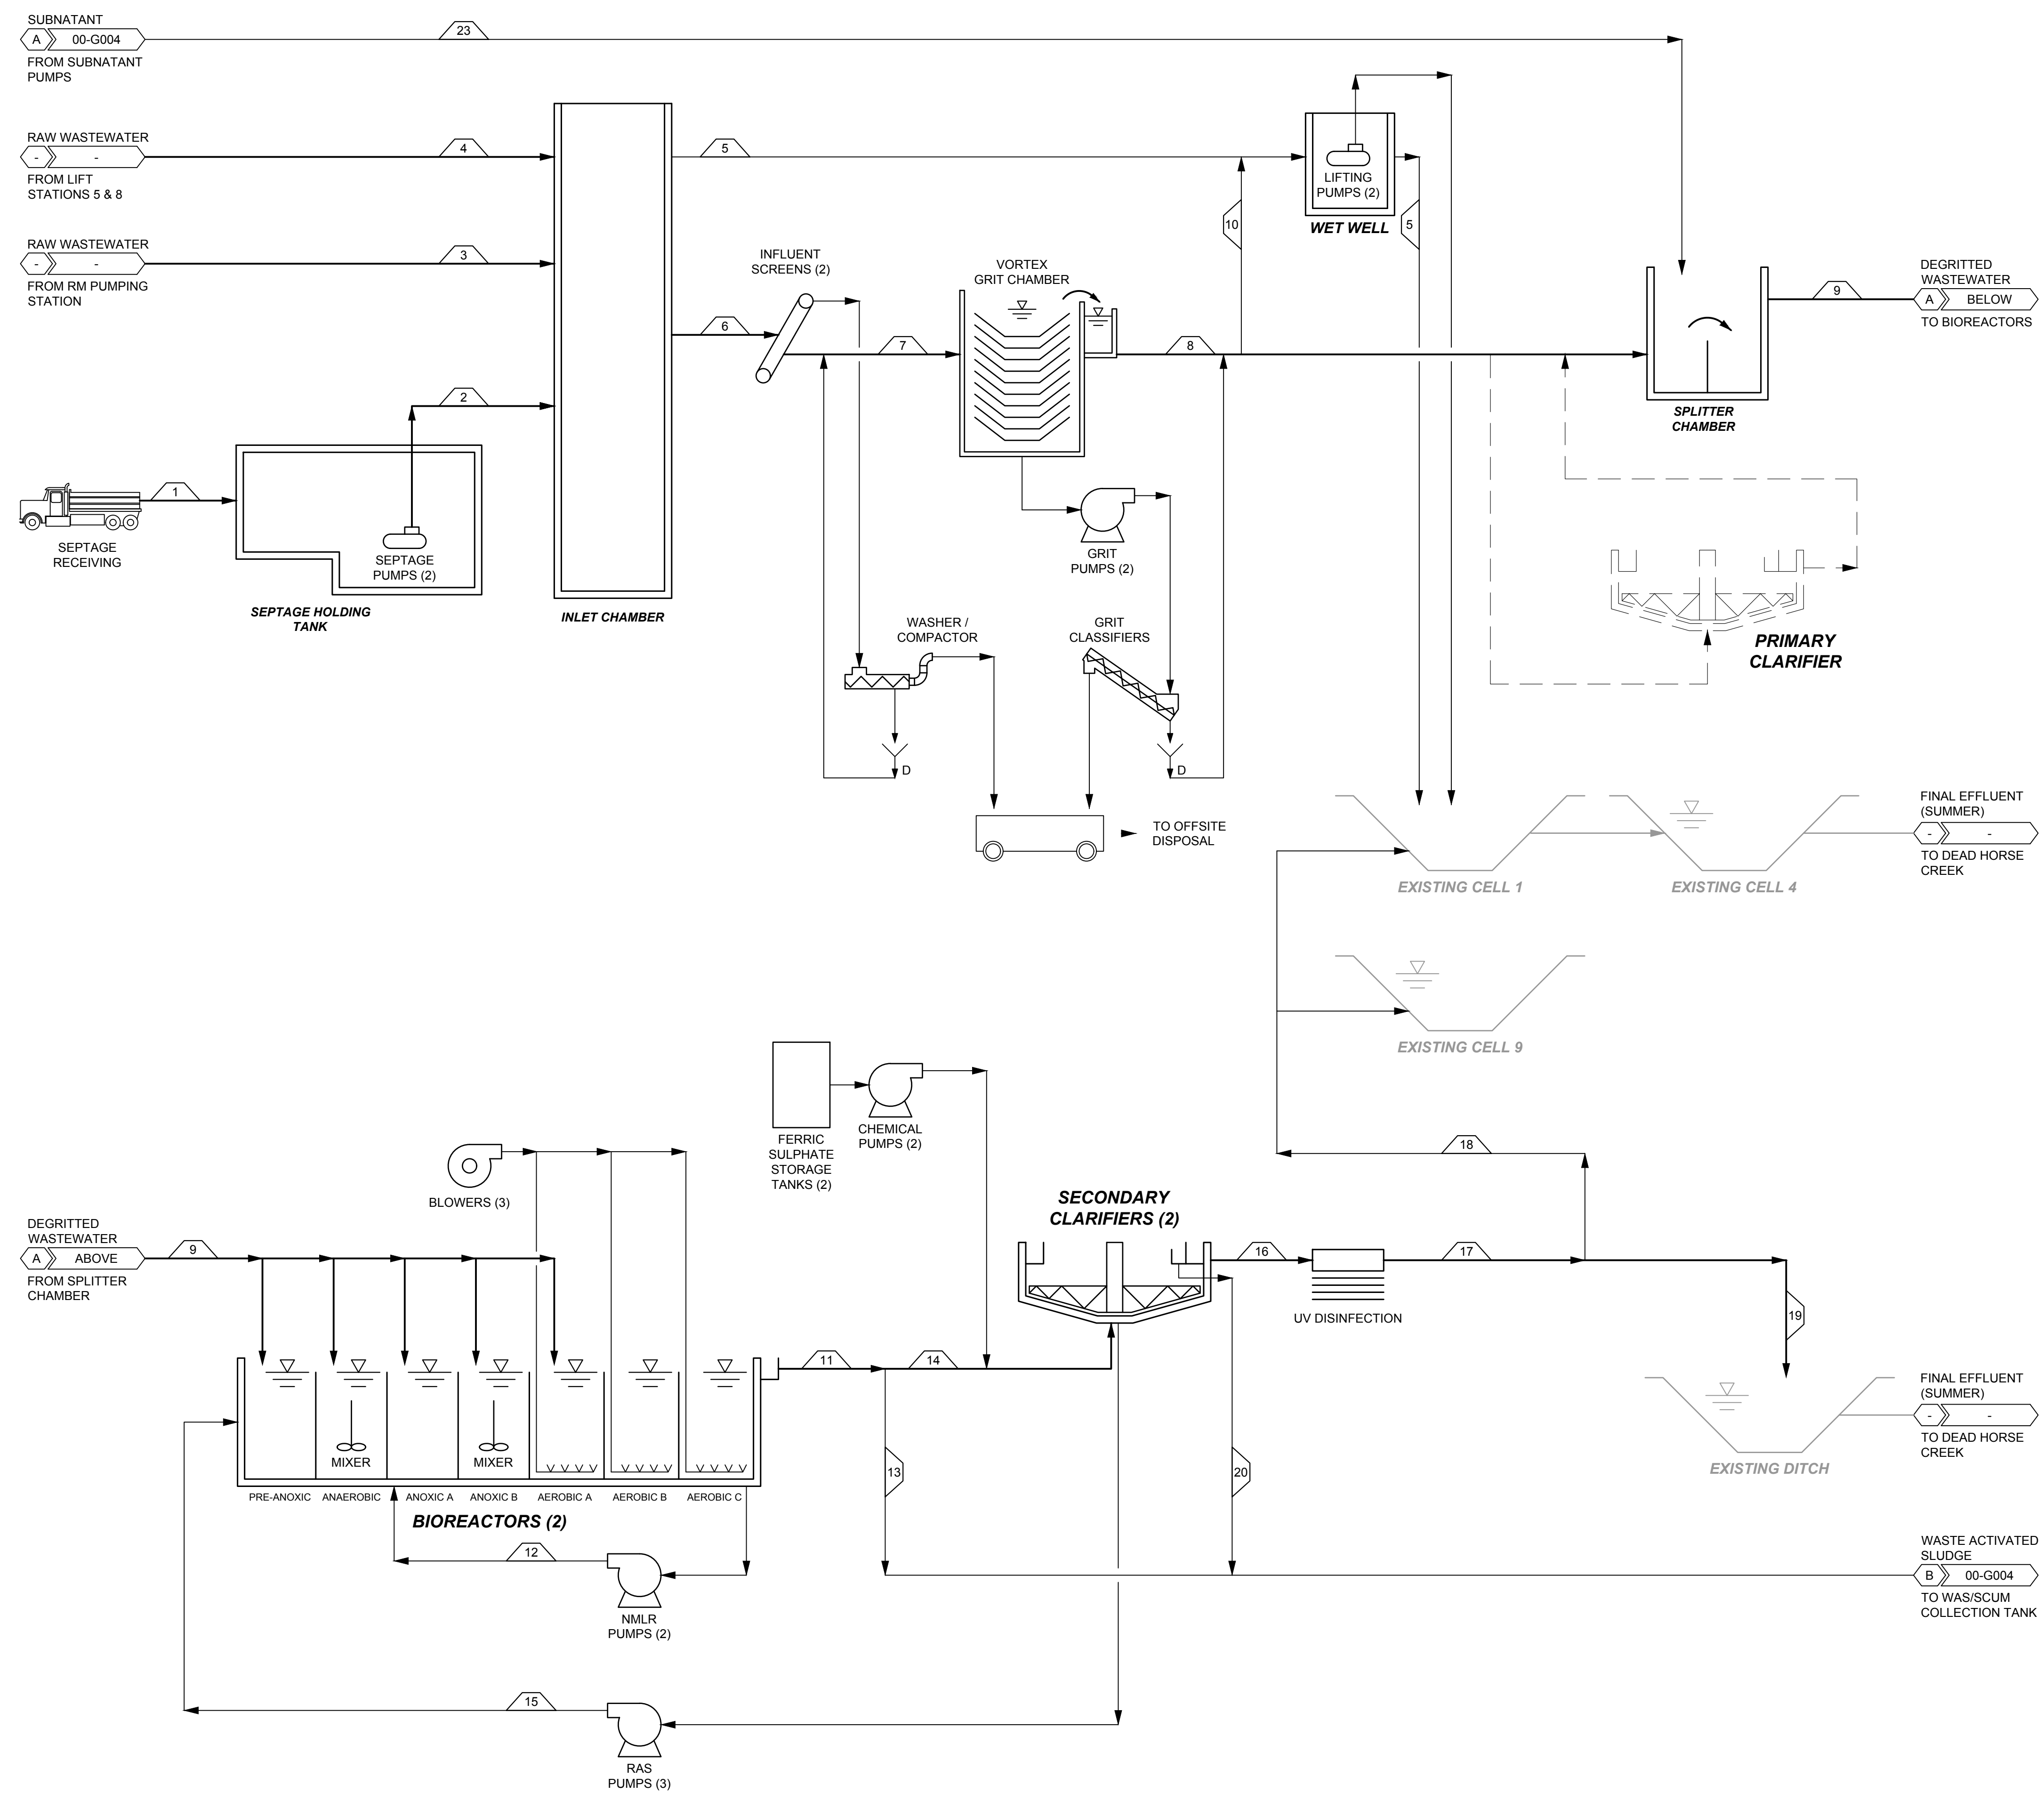 SUBNATANT
A
00-G004
FROM SUBNATANT
PUMPS
23
RAW WASTEWATER
-
-
FROM LIFT
STATIONS 5 & 8
4
5
LIFTING
PUMPS (2)
WET WELL
5
10
RAW WASTEWATER
-
-
FROM RM PUMPING
STATION
3
INFLUENT
SCREENS (2)
VORTEX
GRIT CHAMBER
6
7
8
DEGRITTED
WASTEWATER
9
A
BELOW
TO BIOREACTORS
SPLITTER
CHAMBER
2
1
SEPTAGE
RECEIVING
SEPTAGE
PUMPS (2)
SEPTAGE HOLDING
TANK
INLET CHAMBER
GRIT
PUMPS (2)
WASHER /
COMPACTOR
GRIT
CLASSIFIERS
PRIMARY
CLARIFIER
D
D
TO OFFSITE
DISPOSAL
EXISTING CELL 1
EXISTING CELL 4
FINAL EFFLUENT
(SUMMER)
-
-
TO DEAD HORSE
CREEK
EXISTING CELL 9
FERRIC
SULPHATE
STORAGE
TANKS (2)
CHEMICAL
PUMPS (2)
BLOWERS (3)
18
SECONDARY
CLARIFIERS (2)
DEGRITTED
WASTEWATER
A
ABOVE
FROM SPLITTER
CHAMBER
9
16
17
UV DISINFECTION
19
11
14
MIXER
MIXER
PRE-ANOXIC
ANAEROBIC
ANOXIC A
ANOXIC B
AEROBIC A
AEROBIC B
AEROBIC C
BIOREACTORS (2)
13
20
FINAL EFFLUENT
(SUMMER)
-
-
TO DEAD HORSE
CREEK
EXISTING DITCH
12
NMLR
PUMPS (2)
WASTE ACTIVATED
SLUDGE
B
00-G004
TO WAS/SCUM
COLLECTION TANK
15
RAS
PUMPS (3)